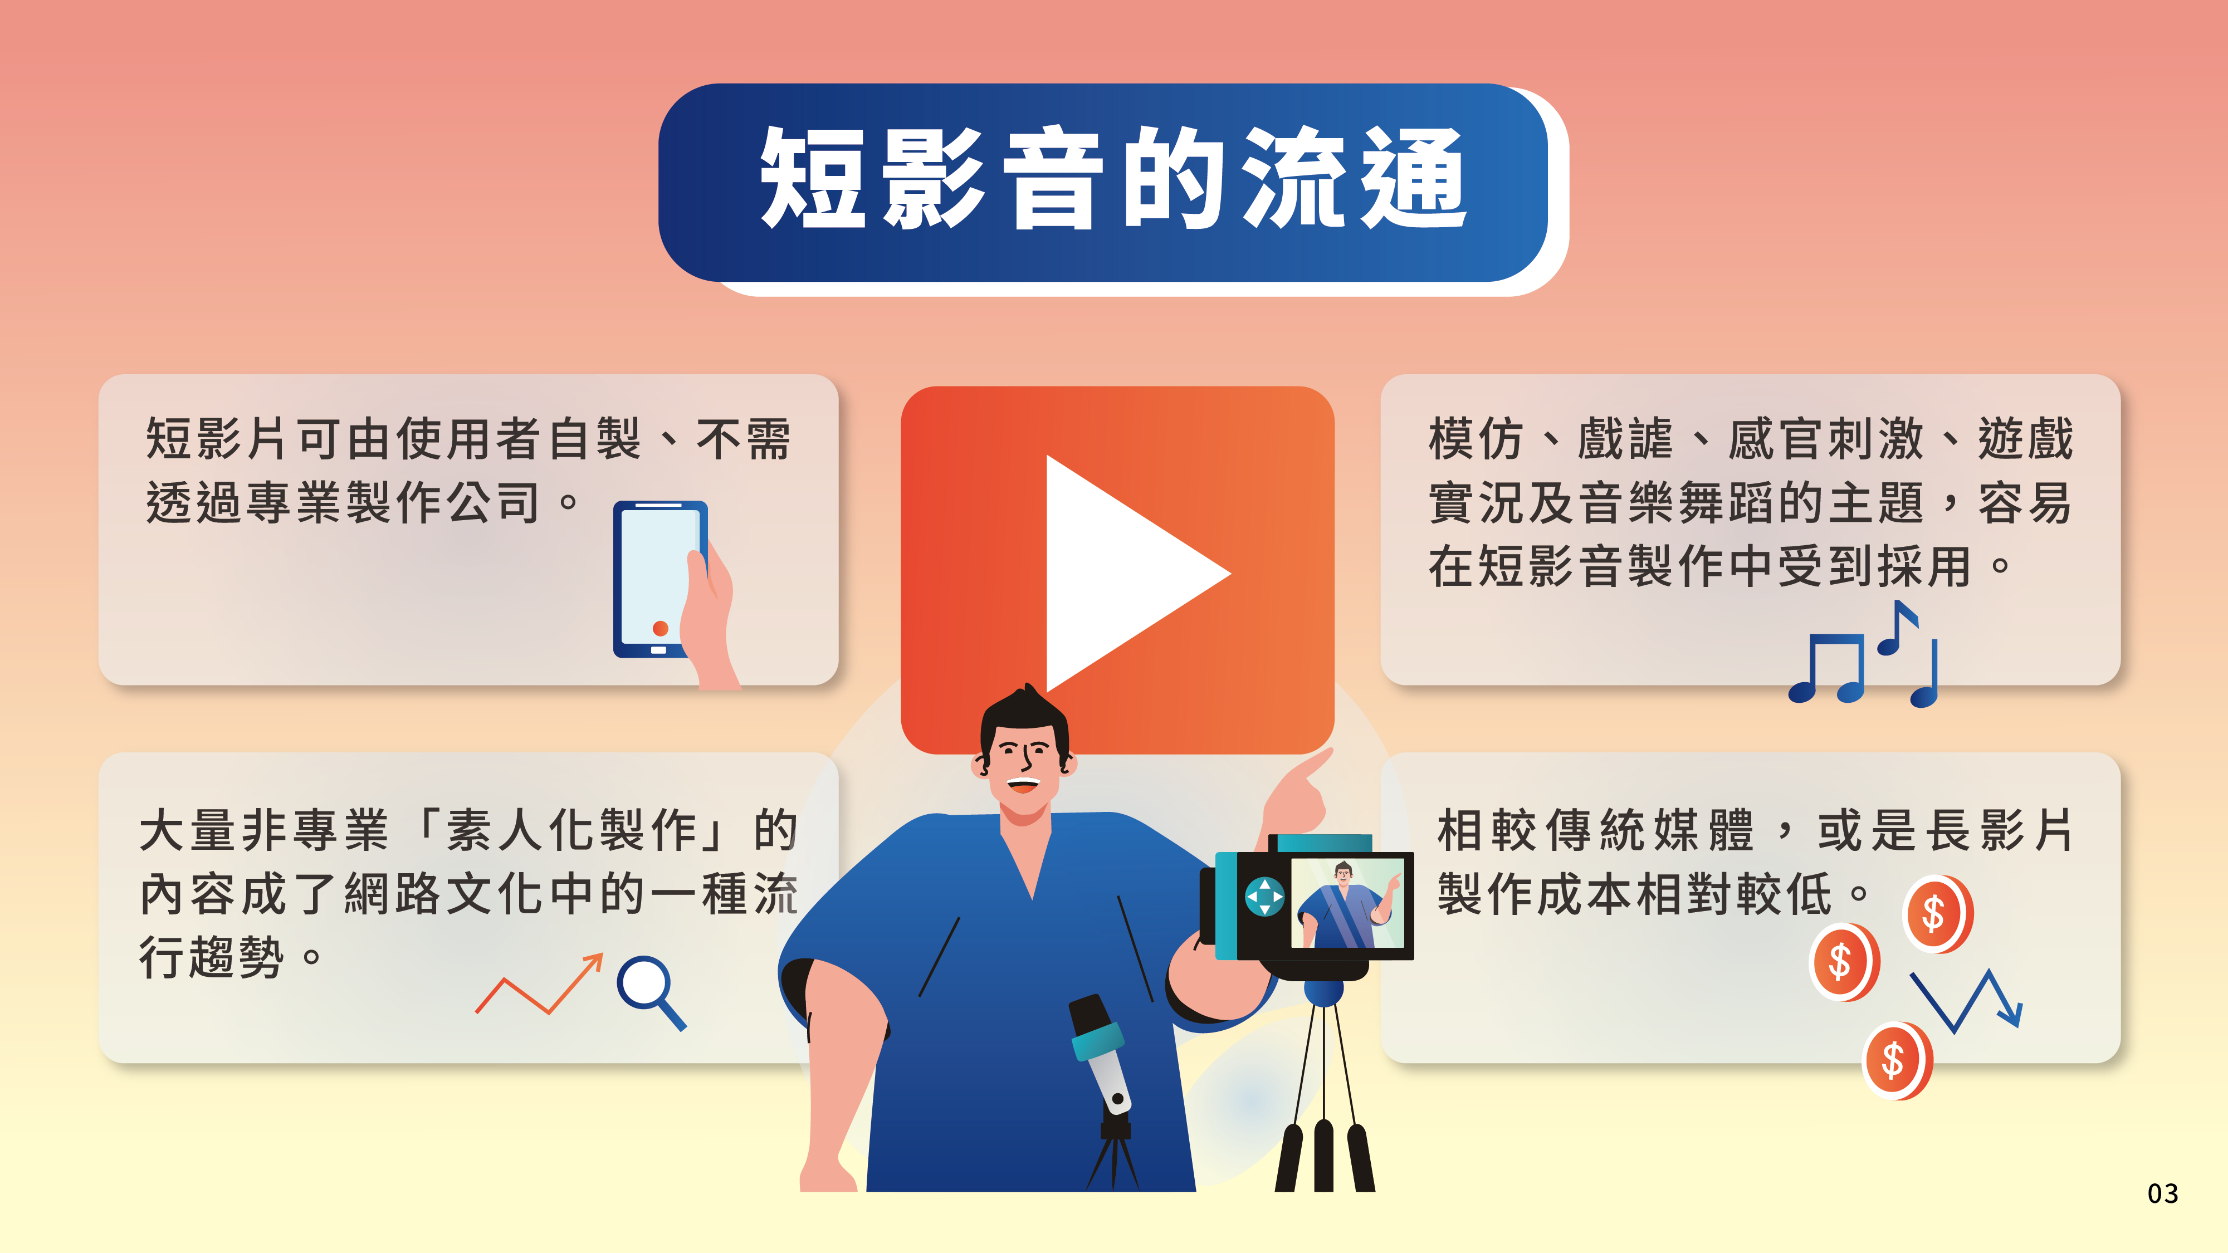 短影音的流通
短影片可由使用者自製、不需
透過專業製作公司。
模仿、戲謔、感官刺激、遊戲
實況及音樂舞蹈的主題，容易
在短影音製作中受到採用。
大量非專業「素人化製作」的
內容成了網路文化中的一種流
行趨勢。
相較傳統媒體，或是長影片
製作成本相對較低。
$
$
$
03